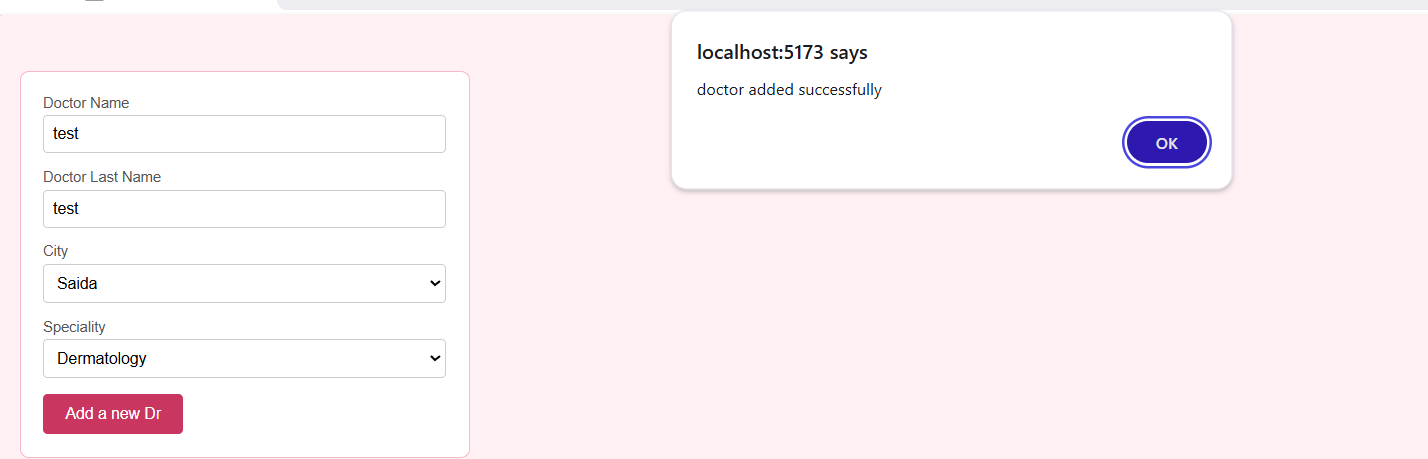 localhost:5173 says
doctor added successfully
OK
Doctor Name
test
Doctor Last Name
test
City
Saida
Speciality
Dermatology
Add a new Dr